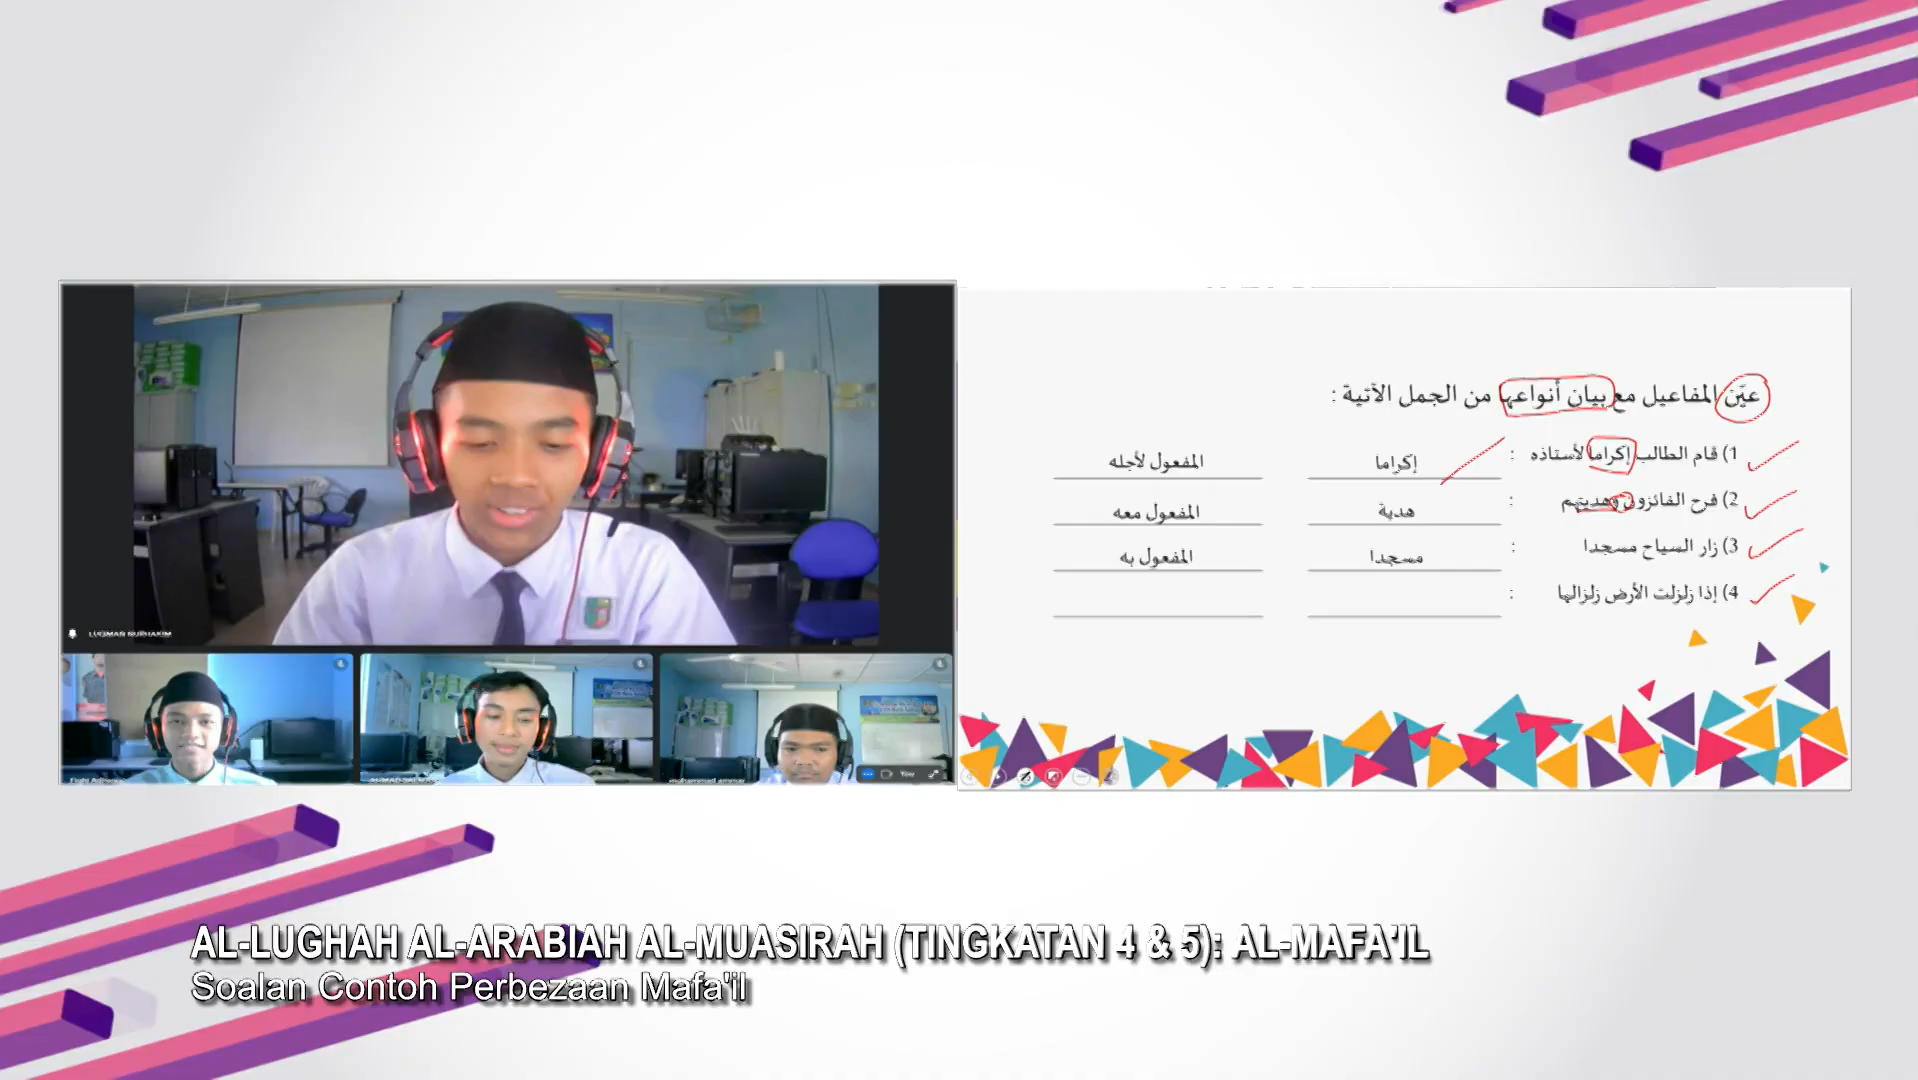 عيّن المفاعيل مع بيان أنواعها من الجمل الآتية :
1) قام الطالب إكراما لأستاذه : إكراما المفعول لأجله
2) فرح الفائزون وهديتهم : هدية المفعول معه
3) زار السياح مسجدا : مسجدا المفعول به
4) إذا زلزلت الأرض زلزالها :
LUQMAN NURHAKIM
AL-LUGHAH AL-ARABIAH AL-MUASIRAH (TINGKATAN 4 & 5): AL-MAFA'IL
Soalan Contoh Perbezaan Mafa'il